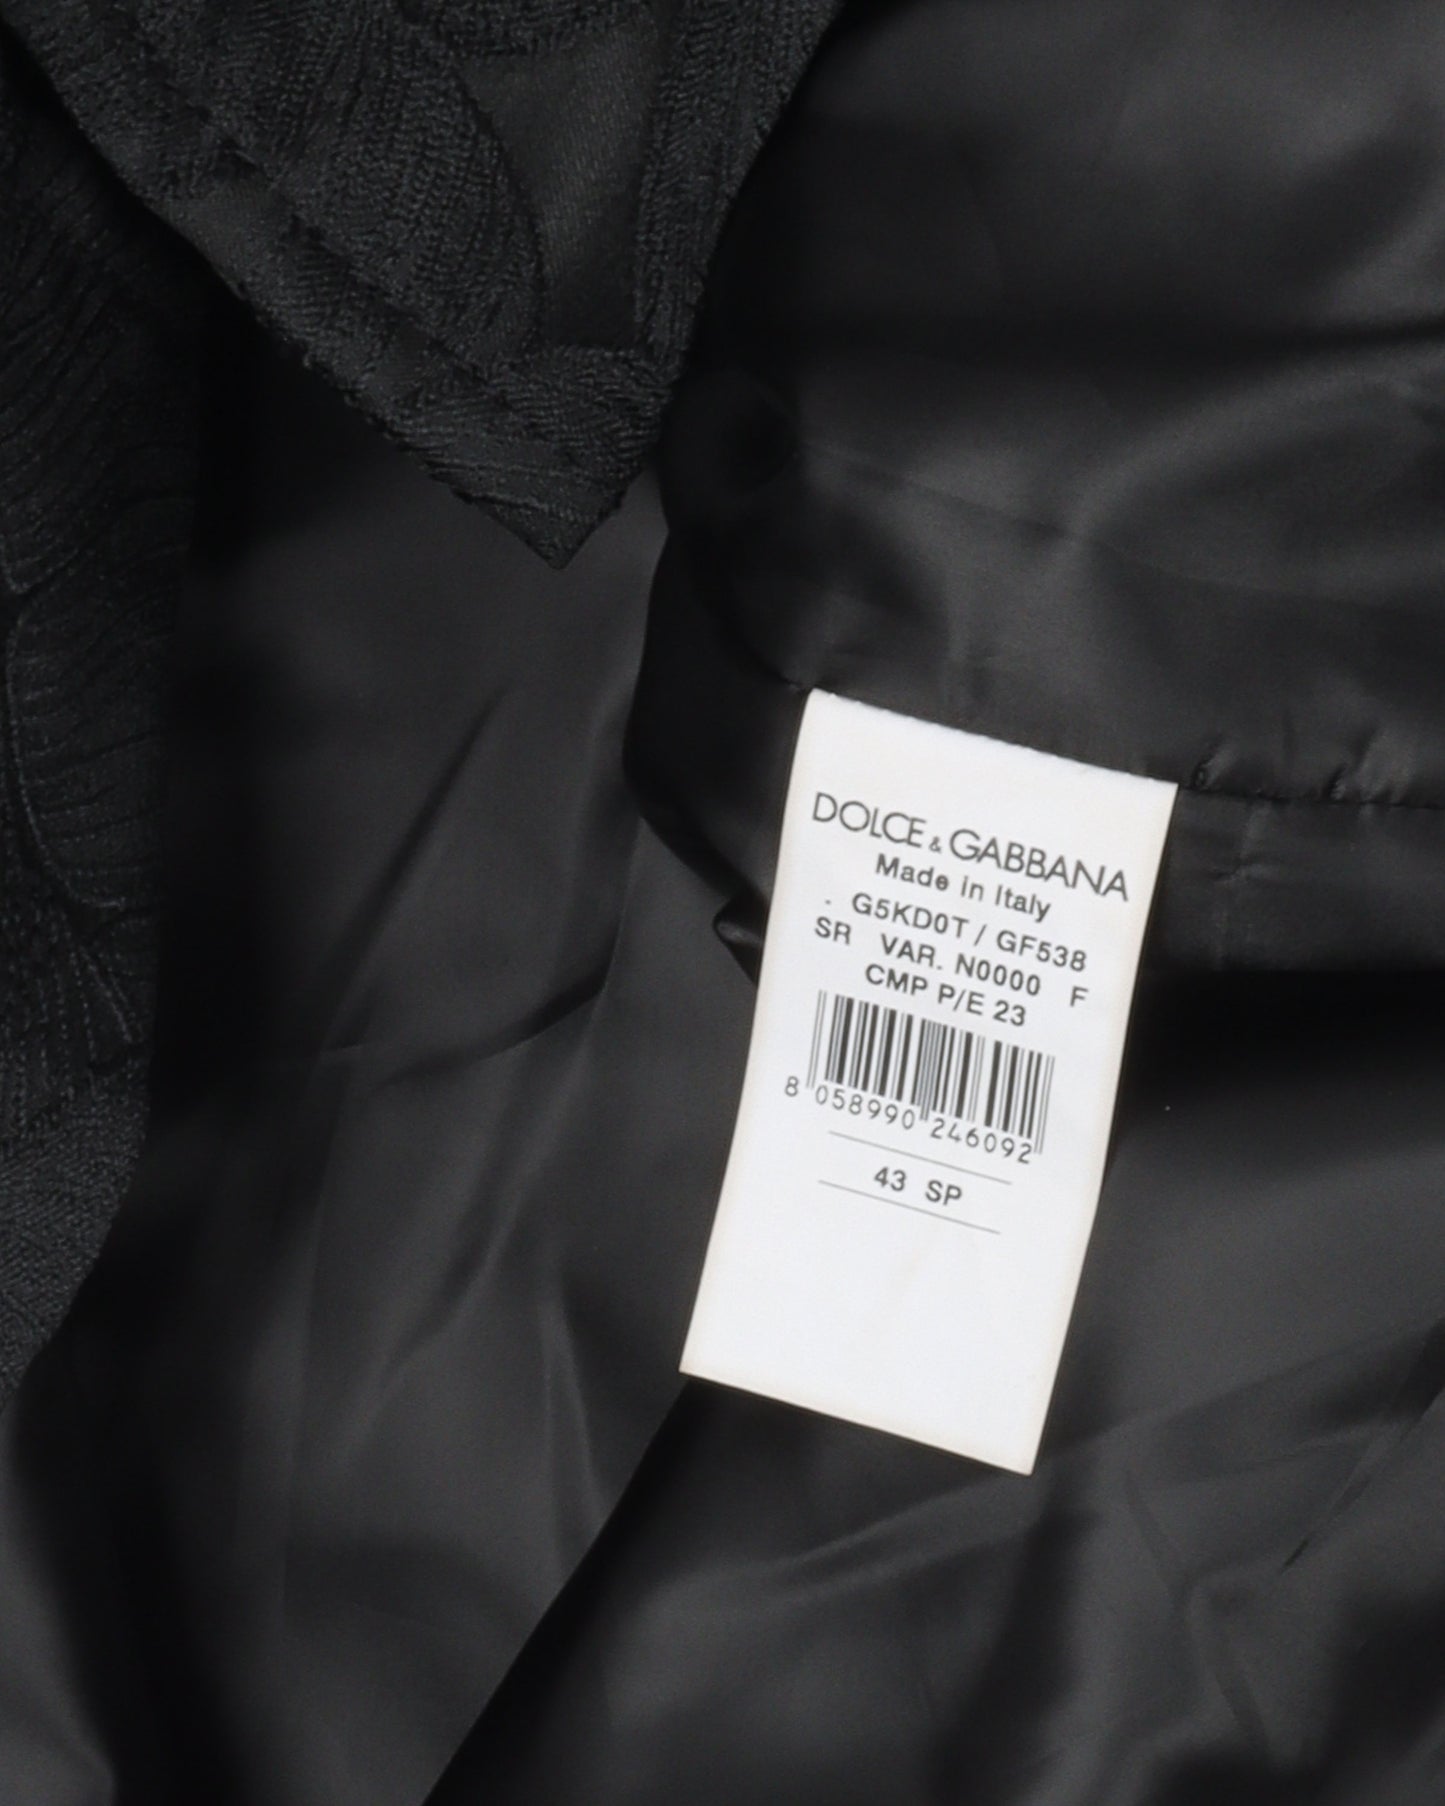 DOLCE & GABBANA
Made in Italy
. G5KD0T / GF538
SR VAR. N0000 F
CMP P/E 23
8 058990 246092
43 SP